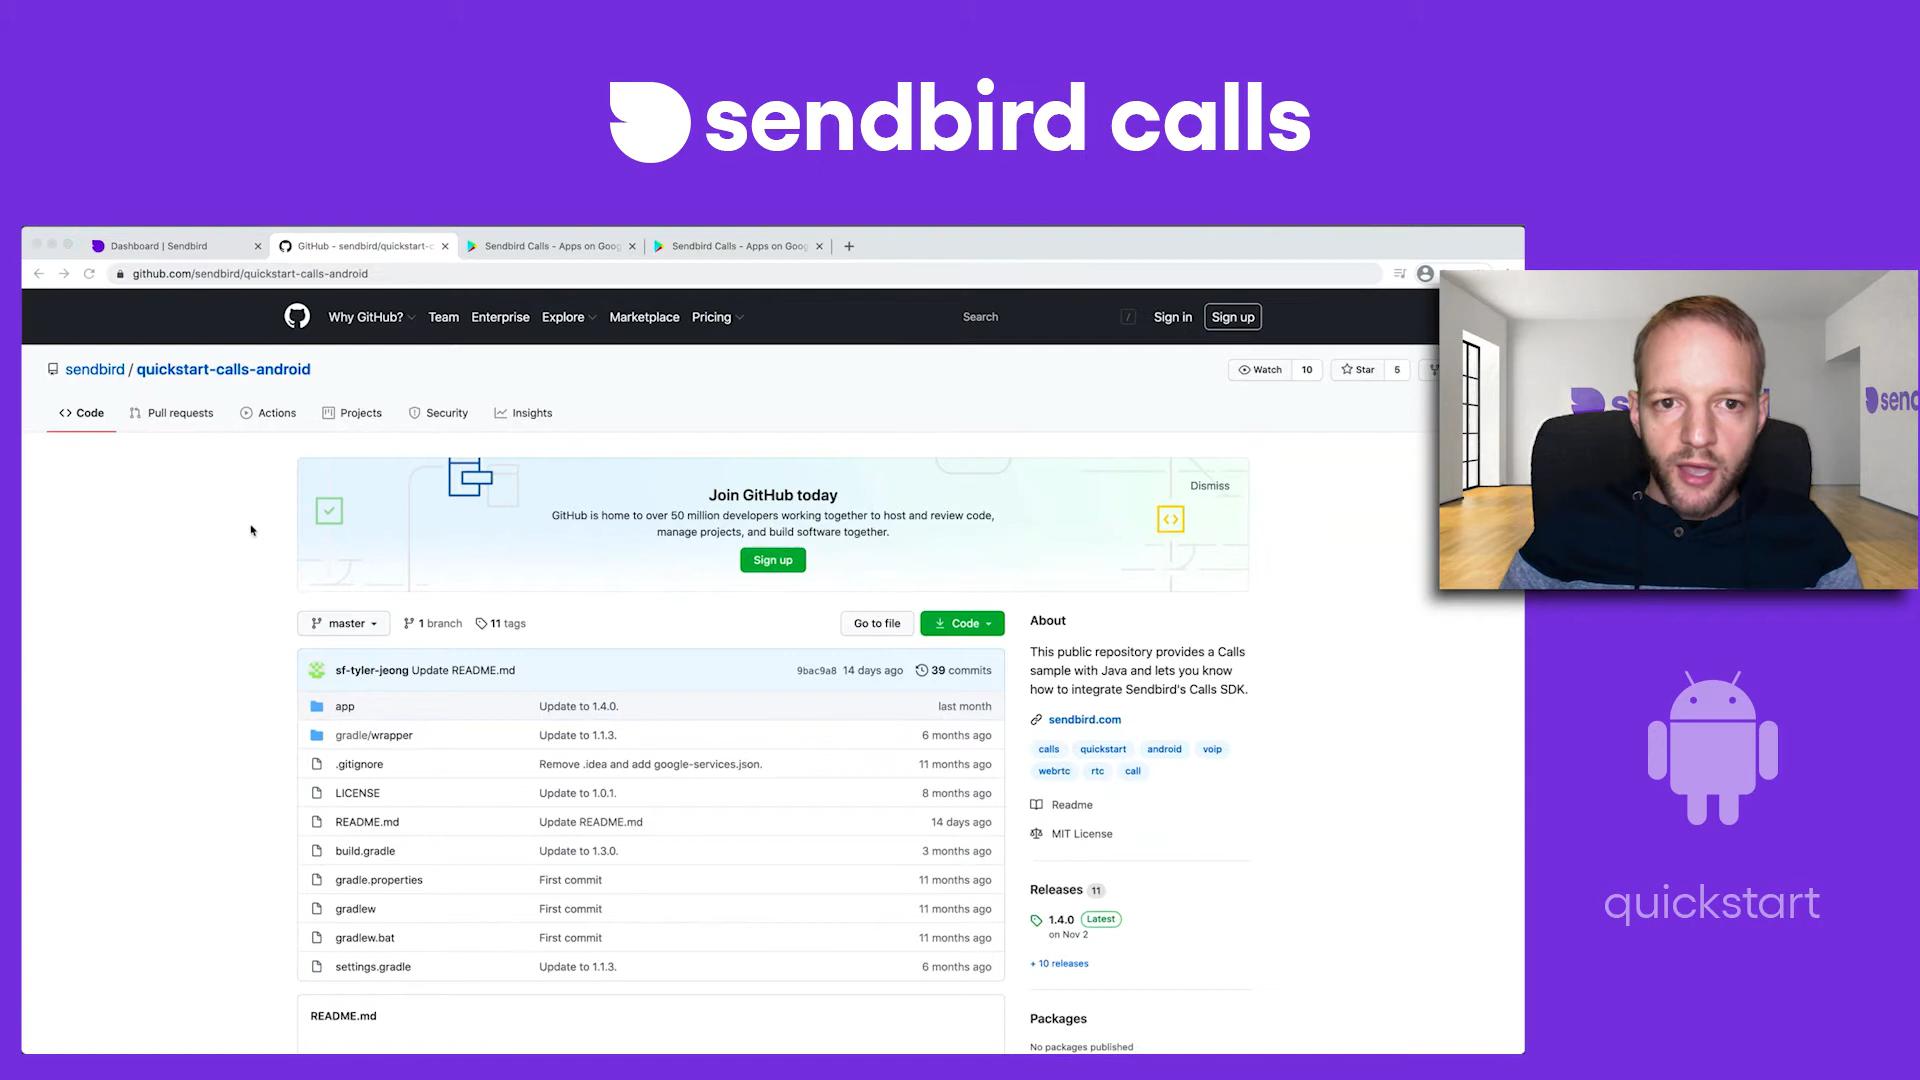 sendbird calls
Dashboard | Sendbird
GitHub - sendbird/quickstart-c
Sendbird Calls - Apps on Goog
Sendbird Calls - Apps on Goog
github.com/sendbird/quickstart-calls-android
Why GitHub? Team Enterprise Explore Marketplace Pricing Search / Sign in Sign up
sendbird / quickstart-calls-android
Watch 10 Star 5
Code Pull requests Actions Projects Security Insights
Join GitHub today
Dismiss
GitHub is home to over 50 million developers working together to host and review code,
manage projects, and build software together.
Sign up
master 1 branch 11 tags Go to file Code
sf-tyler-jeong Update README.md 9bac9a8 14 days ago 39 commits
app Update to 1.4.0. last month
gradle/wrapper Update to 1.1.3. 6 months ago
.gitignore Remove .idea and add google-services.json. 11 months ago
LICENSE Update to 1.0.1. 8 months ago
README.md Update README.md 14 days ago
build.gradle Update to 1.3.0. 3 months ago
gradle.properties First commit 11 months ago
gradlew First commit 11 months ago
gradlew.bat First commit 11 months ago
settings.gradle Update to 1.1.3. 6 months ago
README.md
About
This public repository provides a Calls
sample with Java and lets you know
how to integrate Sendbird's Calls SDK.
sendbird.com
calls quickstart android voip
webrtc rtc call
Readme
MIT License
Releases 11
1.4.0 Latest
on Nov 2
+ 10 releases
Packages
No packages published
send
quickstart